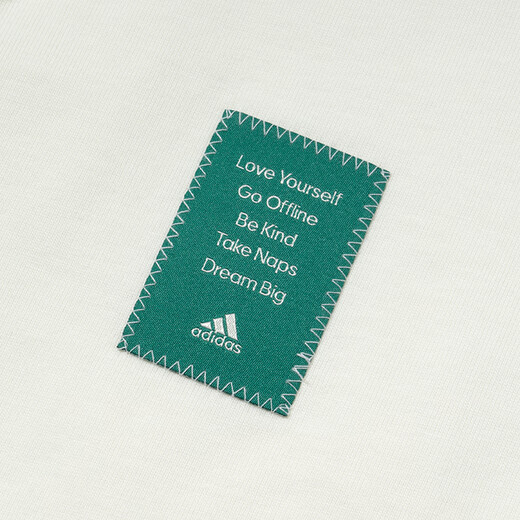 Love Yourself
Go Offline
Be Kind
Take Naps
Dream Big
adidas